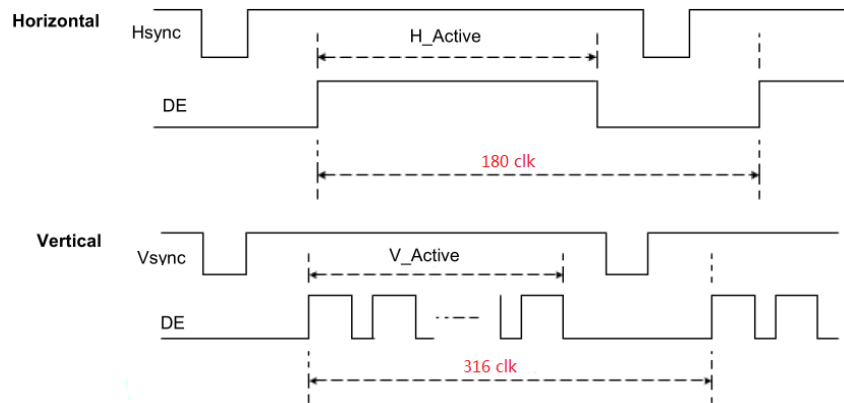 Horizontal
Hsync
H_Active
DE
180 clk
Vertical
Vsync
V_Active
DE
316 clk